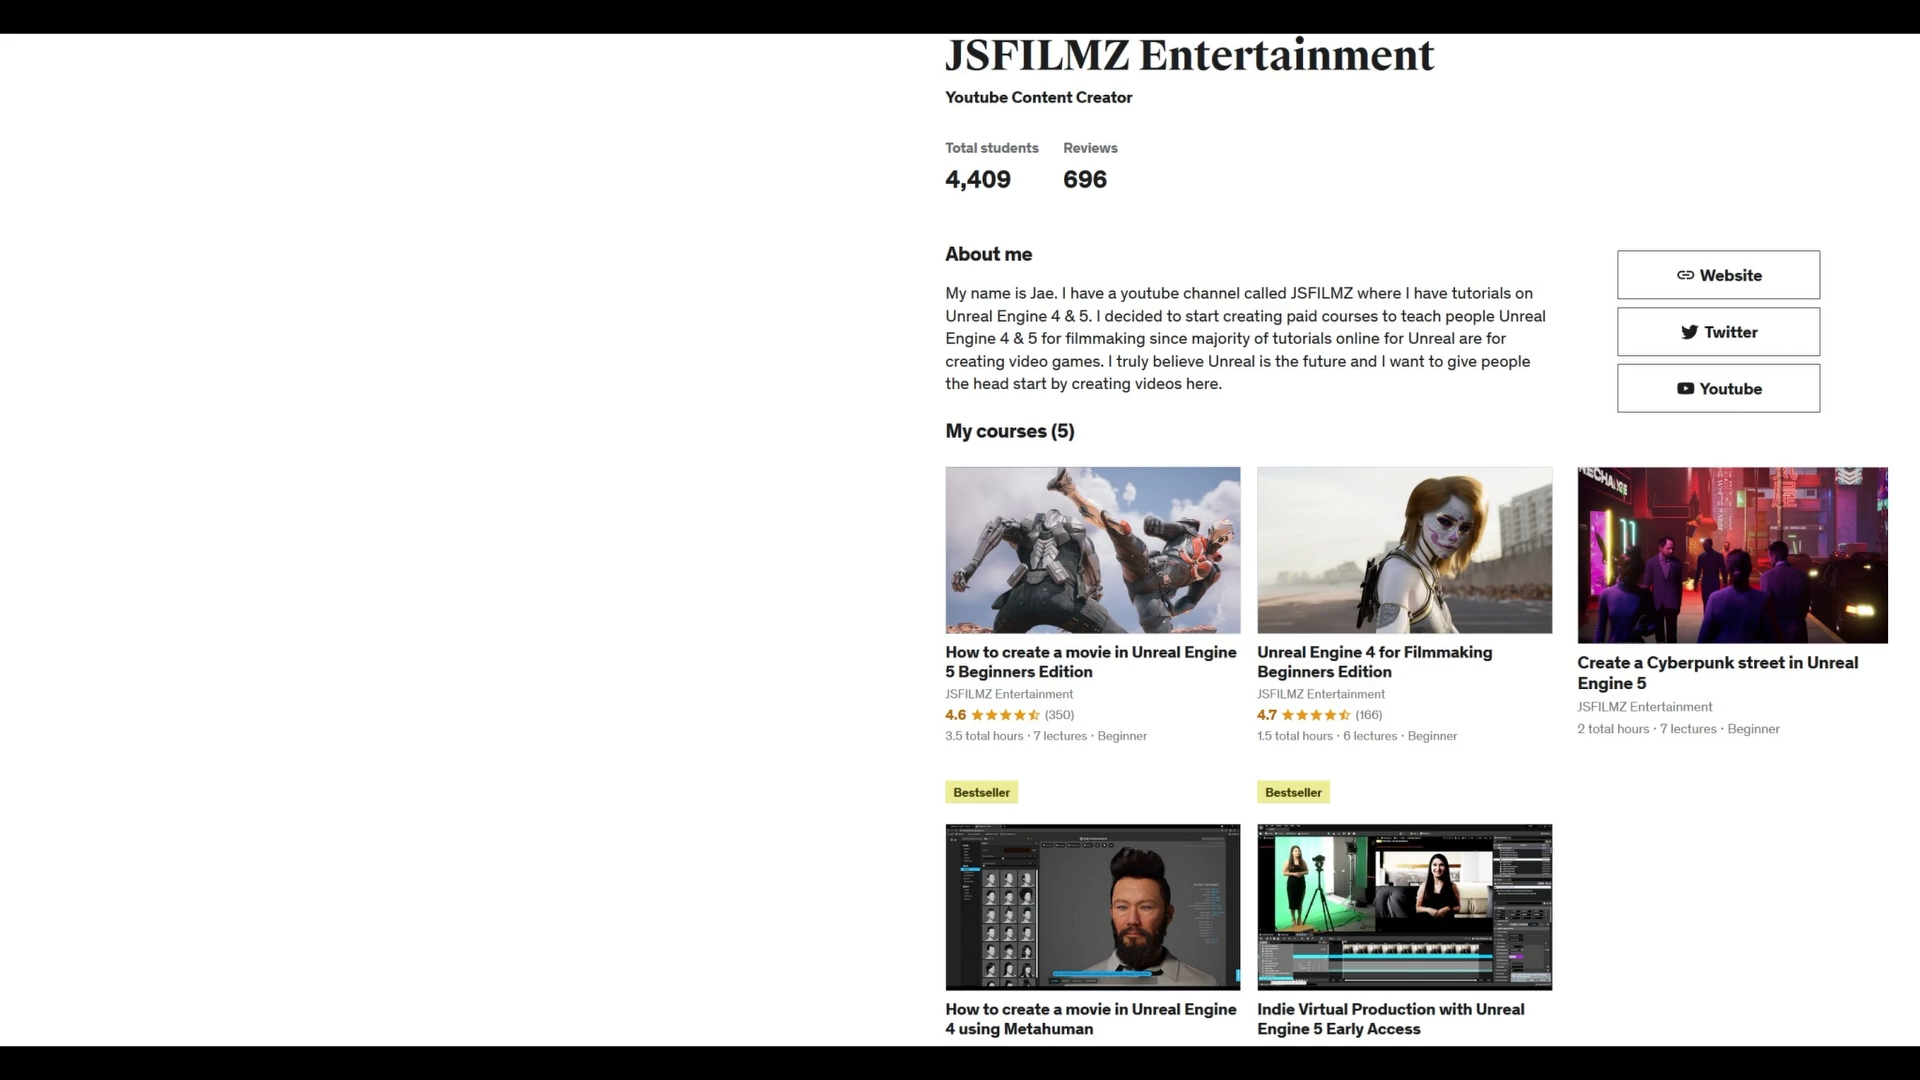 JSFILMZ Entertainment
Youtube Content Creator
Total students
Reviews
4,409
696
About me
My name is Jae. I have a youtube channel called JSFILMZ where I have tutorials on
Unreal Engine 4 & 5. I decided to start creating paid courses to teach people Unreal
Engine 4 & 5 for filmmaking since majority of tutorials online for Unreal are for
creating video games. I truly believe Unreal is the future and I want to give people
the head start by creating videos here.
Website
Twitter
Youtube
My courses (5)
How to create a movie in Unreal Engine
5 Beginners Edition
JSFILMZ Entertainment
4.6 (350)
3.5 total hours · 7 lectures · Beginner
Bestseller
Unreal Engine 4 for Filmmaking
Beginners Edition
JSFILMZ Entertainment
4.7 (166)
1.5 total hours · 6 lectures · Beginner
Bestseller
Create a Cyberpunk street in Unreal
Engine 5
JSFILMZ Entertainment
2 total hours · 7 lectures · Beginner
How to create a movie in Unreal Engine
4 using Metahuman
Indie Virtual Production with Unreal
Engine 5 Early Access